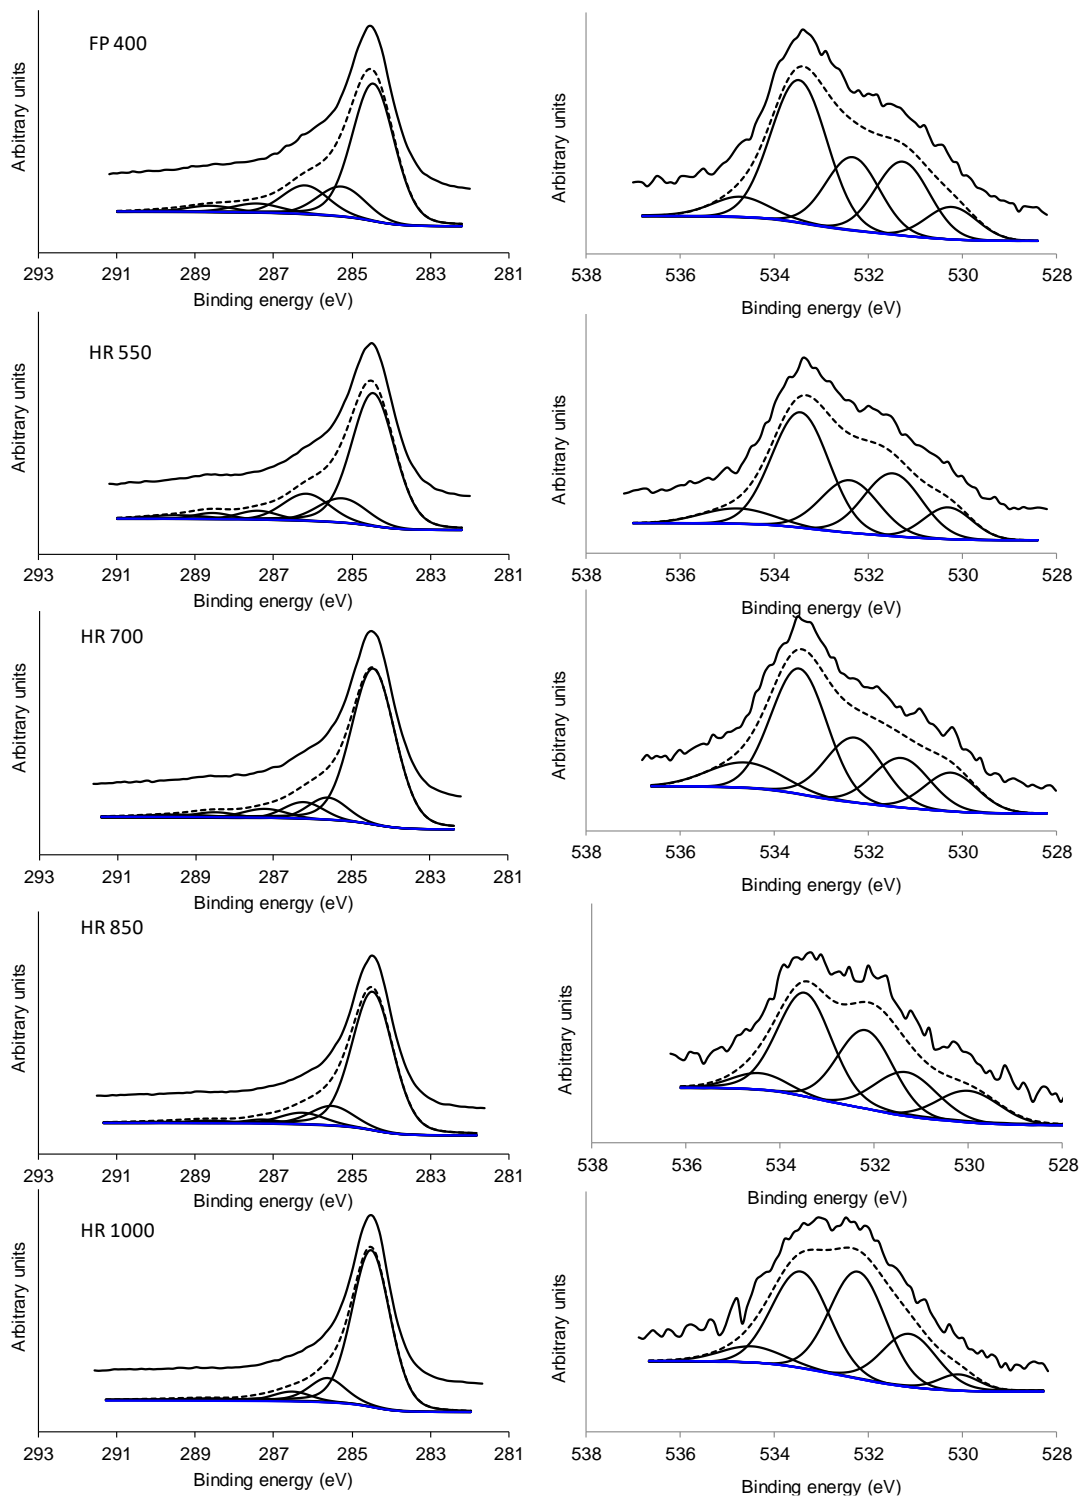 FP 400
Arbitrary units
293 291 289 287 285 283 281
Binding energy (eV)
Arbitrary units
538 536 534 532 530 528
Binding energy (eV)
HR 550
Arbitrary units
293 291 289 287 285 283 281
Binding energy (eV)
Arbitrary units
538 536 534 532 530 528
Binding energy (eV)
HR 700
Arbitrary units
293 291 289 287 285 283 281
Binding energy (eV)
Arbitrary units
538 536 534 532 530 528
Binding energy (eV)
HR 850
Arbitrary units
293 291 289 287 285 283 281
Binding energy (eV)
Arbitrary units
538 536 534 532 530 528
Binding energy (eV)
HR 1000
Arbitrary units
293 291 289 287 285 283 281
Binding energy (eV)
Arbitrary units
538 536 534 532 530 528
Binding energy (eV)